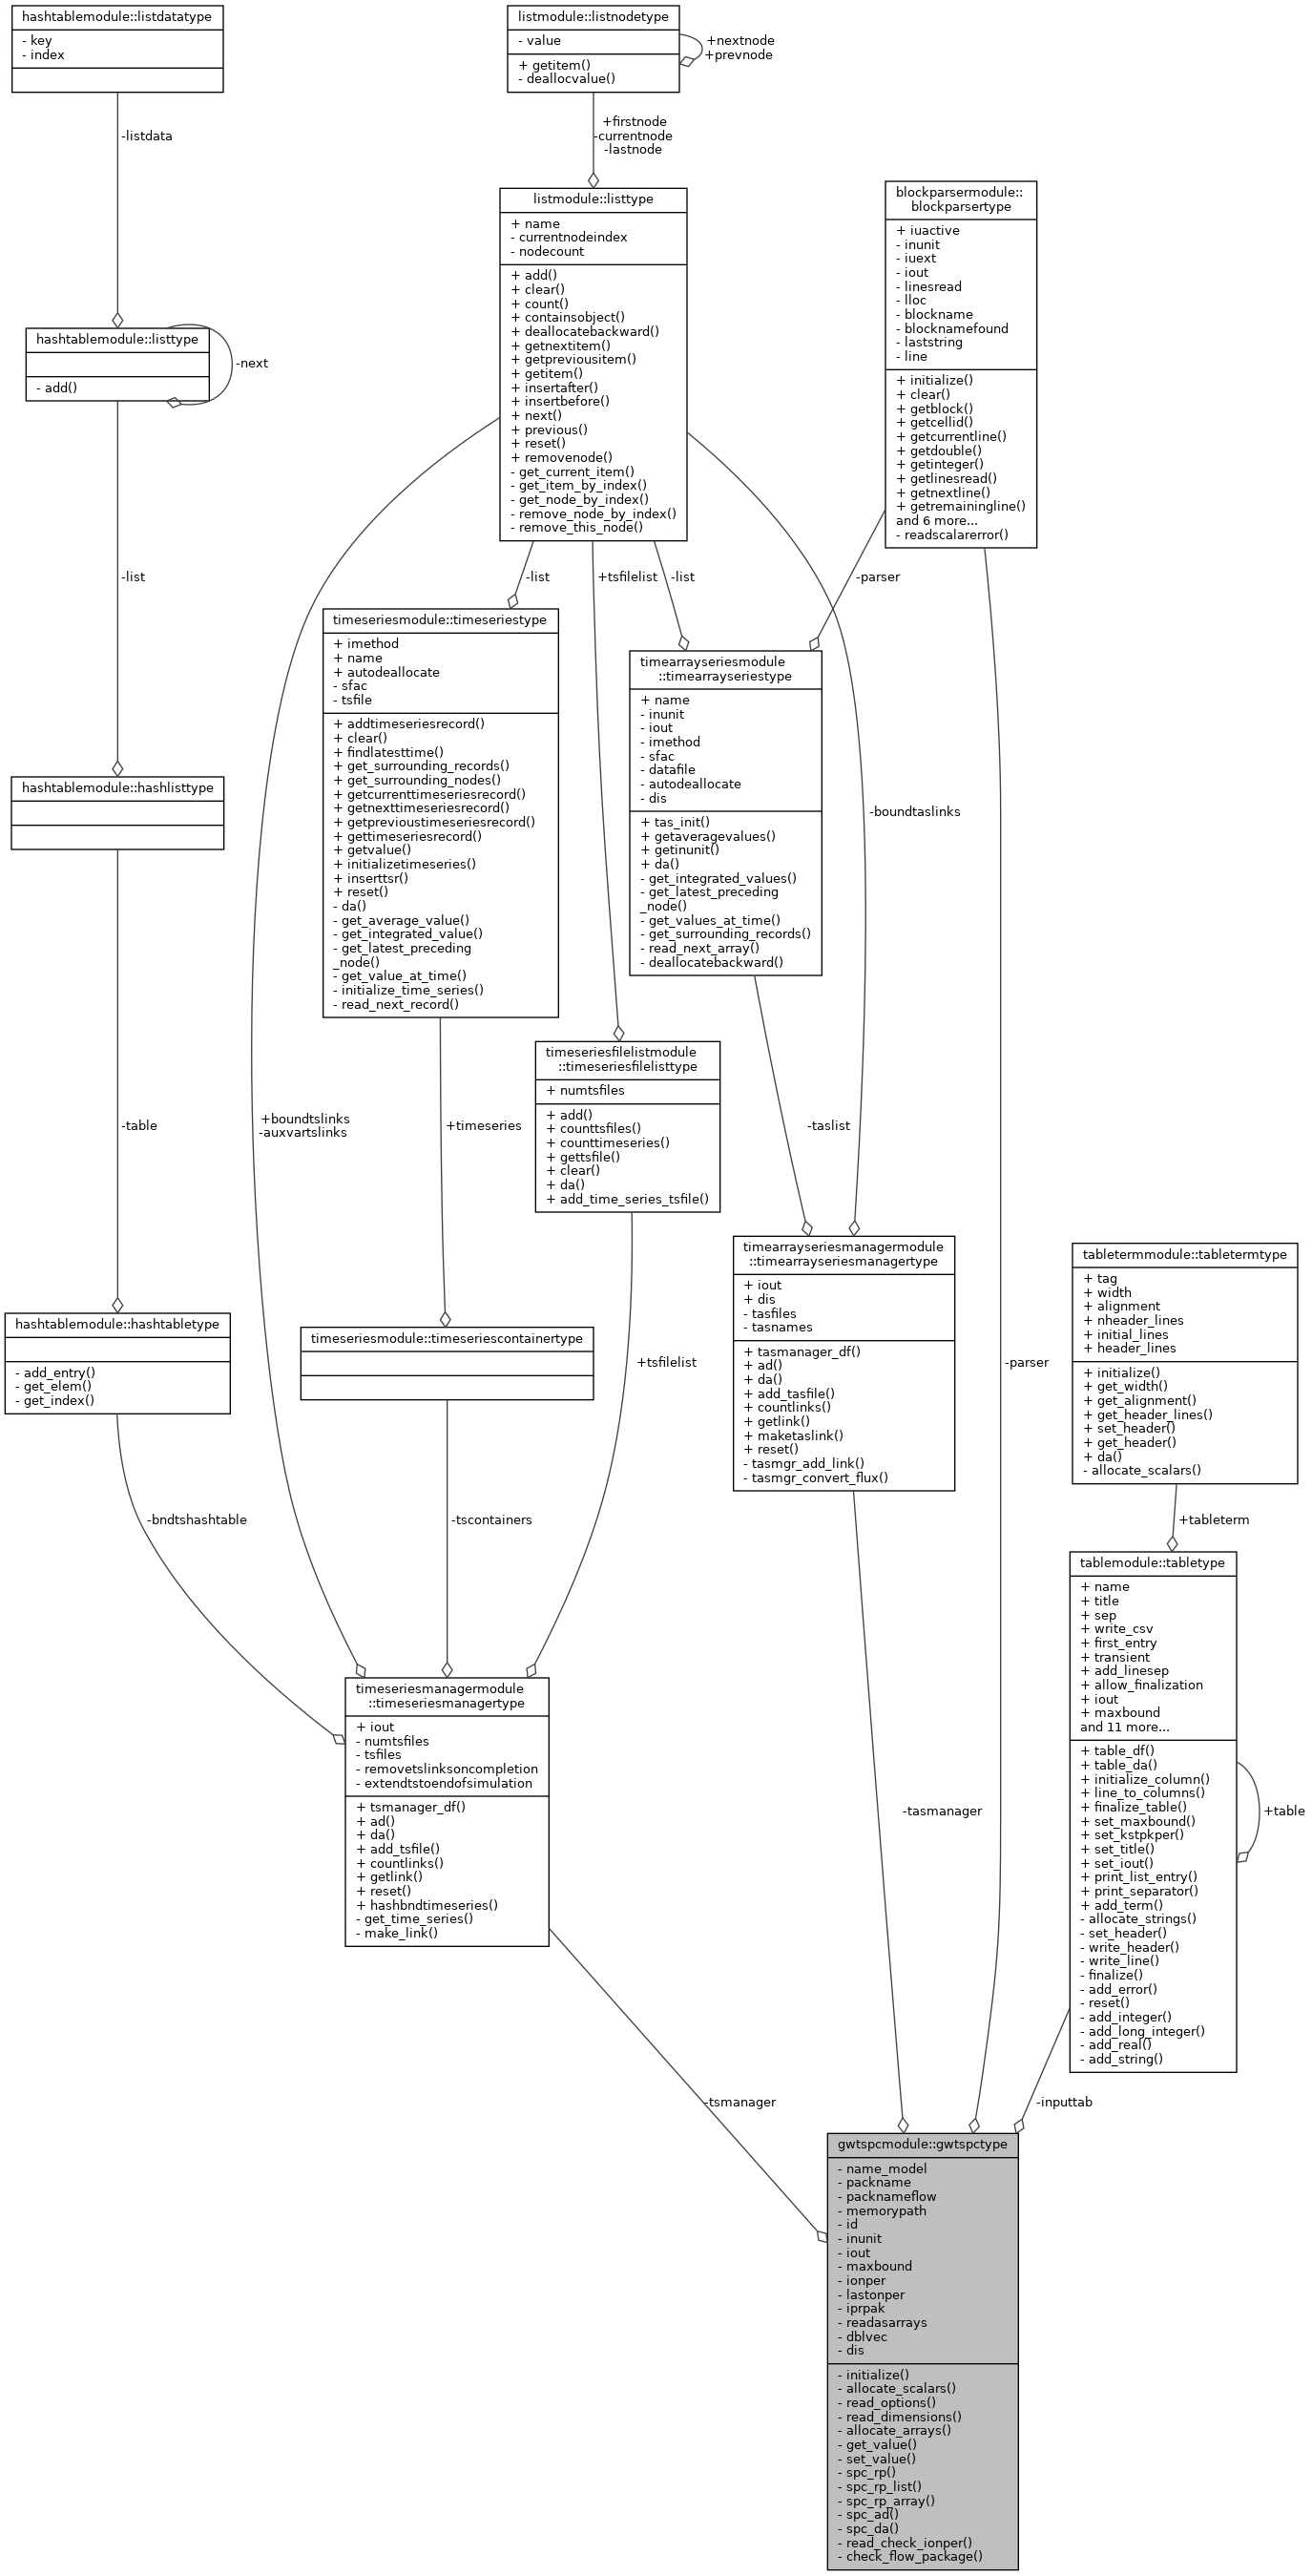 hashtablemodule::listdatatype
- key
- index
listmodule::listnodetype
- value
+ getitem()
- deallocvalue()
+nextnode
+prevnode
-listdata
+firstnode
-currentnode
-lastnode
listmodule::listtype
+ name
- currentnodeindex
- nodecount
+ add()
+ clear()
+ count()
+ containsobject()
+ deallocatebackward()
+ getnextitem()
+ getpreviousitem()
+ getitem()
+ insertafter()
+ insertbefore()
+ next()
+ previous()
+ reset()
+ removenode()
- get_current_item()
- get_item_by_index()
- get_node_by_index()
- remove_node_by_index()
- remove_this_node()
blockparsermodule::
blockparsertype
+ iuactive
- inunit
- iuext
- iout
- linesread
- lloc
- blockname
- blocknamefound
- laststring
- line
+ initialize()
+ clear()
+ getblock()
+ getcellid()
+ getcurrentline()
+ getdouble()
+ getinteger()
+ getlinesread()
+ getnextline()
+ getremainingline()
and 6 more...
- readscalarerror()
hashtablemodule::listtype
- add()
-next
-list
-list
+tsfilelist
-list
-parser
timeseriesmodule::timeseriestype
+ imethod
+ name
+ autodeallocate
- sfac
- tsfile
+ addtimeseriesrecord()
+ clear()
+ findlatesttime()
+ get_surrounding_records()
+ get_surrounding_nodes()
+ getcurrenttimeseriesrecord()
+ getnexttimeseriesrecord()
+ getprevioustimeseriesrecord()
+ gettimeseriesrecord()
+ getvalue()
+ initializetimeseries()
+ inserttsr()
+ reset()
- da()
- get_average_value()
- get_integrated_value()
- get_latest_preceding
_node()
- get_value_at_time()
- initialize_time_series()
- read_next_record()
timearrayseriesmodule
::timearrayseriestype
+ name
- inunit
- iout
- imethod
- sfac
- datafile
- autodeallocate
- dis
+ tas_init()
+ getaveragevalues()
+ getinunit()
+ da()
- get_integrated_values()
- get_latest_preceding
_node()
- get_values_at_time()
- get_surrounding_records()
- read_next_array()
- deallocatebackward()
-boundtaslinks
hashtablemodule::hashlisttype
timeseriesfilelistmodule
::timeseriesfilelisttype
+ numtsfiles
+ add()
+ counttsfiles()
+ counttimeseries()
+ gettsfile()
+ clear()
+ da()
+ add_time_series_tsfile()
-table
+boundtslinks
-auxvartslinks
+timeseries
-taslist
timearrayseriesmanagermodule
::timearrayseriesmanagertype
+ iout
+ dis
- tasfiles
- tasnames
+ tasmanager_df()
+ ad()
+ da()
+ add_tasfile()
+ countlinks()
+ getlink()
+ maketaslink()
+ reset()
- tasmgr_add_link()
- tasmgr_convert_flux()
tabletermmodule::tabletermtype
+ tag
+ width
+ alignment
+ nheader_lines
+ initial_lines
+ header_lines
+ initialize()
+ get_width()
+ get_alignment()
+ get_header_lines()
+ set_header()
+ get_header()
+ da()
- allocate_scalars()
hashtablemodule::hashtabletype
- add_entry()
- get_elem()
- get_index()
timeseriesmodule::timeseriescontainertype
+tsfilelist
-parser
-bndtshashtable
-tscontainers
+tableterm
tablemodule::tabletype
+ name
+ title
+ sep
+ write_csv
+ first_entry
+ transient
+ add_linesep
+ allow_finalization
+ iout
+ maxbound
and 11 more...
+ table_df()
+ table_da()
+ initialize_column()
+ line_to_columns()
+ finalize_table()
+ set_maxbound()
+ set_kstpkper()
+ set_title()
+ set_iout()
+ print_list_entry()
+ print_separator()
+ add_term()
- allocate_strings()
- set_header()
- write_header()
- write_line()
- finalize()
- add_error()
- reset()
- add_integer()
- add_long_integer()
- add_real()
- add_string()
+table
timeseriesmanagermodule
::timeseriesmanagertype
+ iout
- numtsfiles
- tsfiles
- removetslinksoncompletion
- extendtstoendofsimulation
+ tsmanager_df()
+ ad()
+ da()
+ add_tsfile()
+ countlinks()
+ getlink()
+ reset()
+ hashbndtimeseries()
- get_time_series()
- make_link()
-tasmanager
-tsmanager
-inputtab
gwtspcmodule::gwtspctype
- name_model
- packname
- packnameflow
- memorypath
- id
- inunit
- iout
- maxbound
- ionper
- lastonper
- iprpak
- readasarrays
- dblvec
- dis
- initialize()
- allocate_scalars()
- read_options()
- read_dimensions()
- allocate_arrays()
- get_value()
- set_value()
- spc_rp()
- spc_rp_list()
- spc_rp_array()
- spc_ad()
- spc_da()
- read_check_ionper()
- check_flow_package()